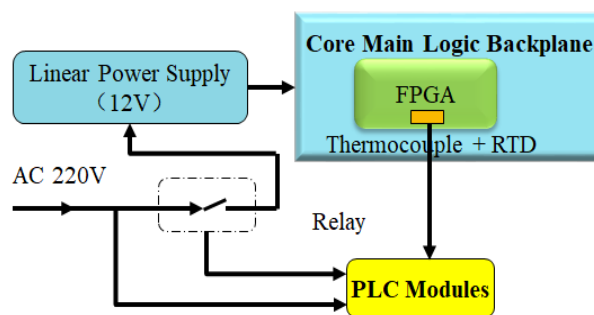 Core Main Logic Backplane
Linear Power Supply
（12V）
FPGA
Thermocouple + RTD
AC 220V
Relay
PLC Modules